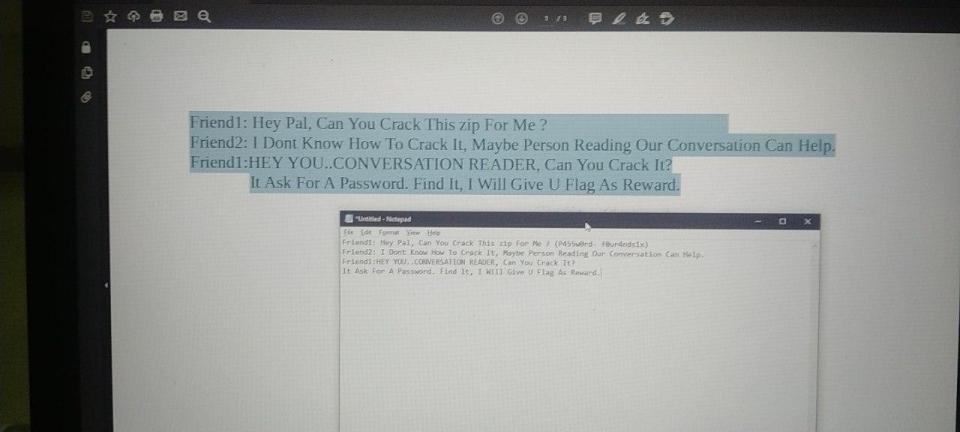 3 / 3
Friend1: Hey Pal, Can You Crack This zip For Me ?
Friend2: I Dont Know How To Crack It, Maybe Person Reading Our Conversation Can Help.
Friend1:HEY YOU..CONVERSATION READER, Can You Crack It?
It Ask For A Password. Find It, I Will Give U Flag As Reward.
*Untitled - Notepad
File Edit Format View Help
Friend1: Hey Pal, Can You Crack This zip For Me ? (P455w0rd- f0ur4nds1x)
Friend2: I Dont Know How To Crack It, Maybe Person Reading Our Conversation Can Help.
Friend1:HEY YOU..CONVERSATION READER, Can You Crack It?
It Ask For A Password. Find It, I Will Give U Flag As Reward.